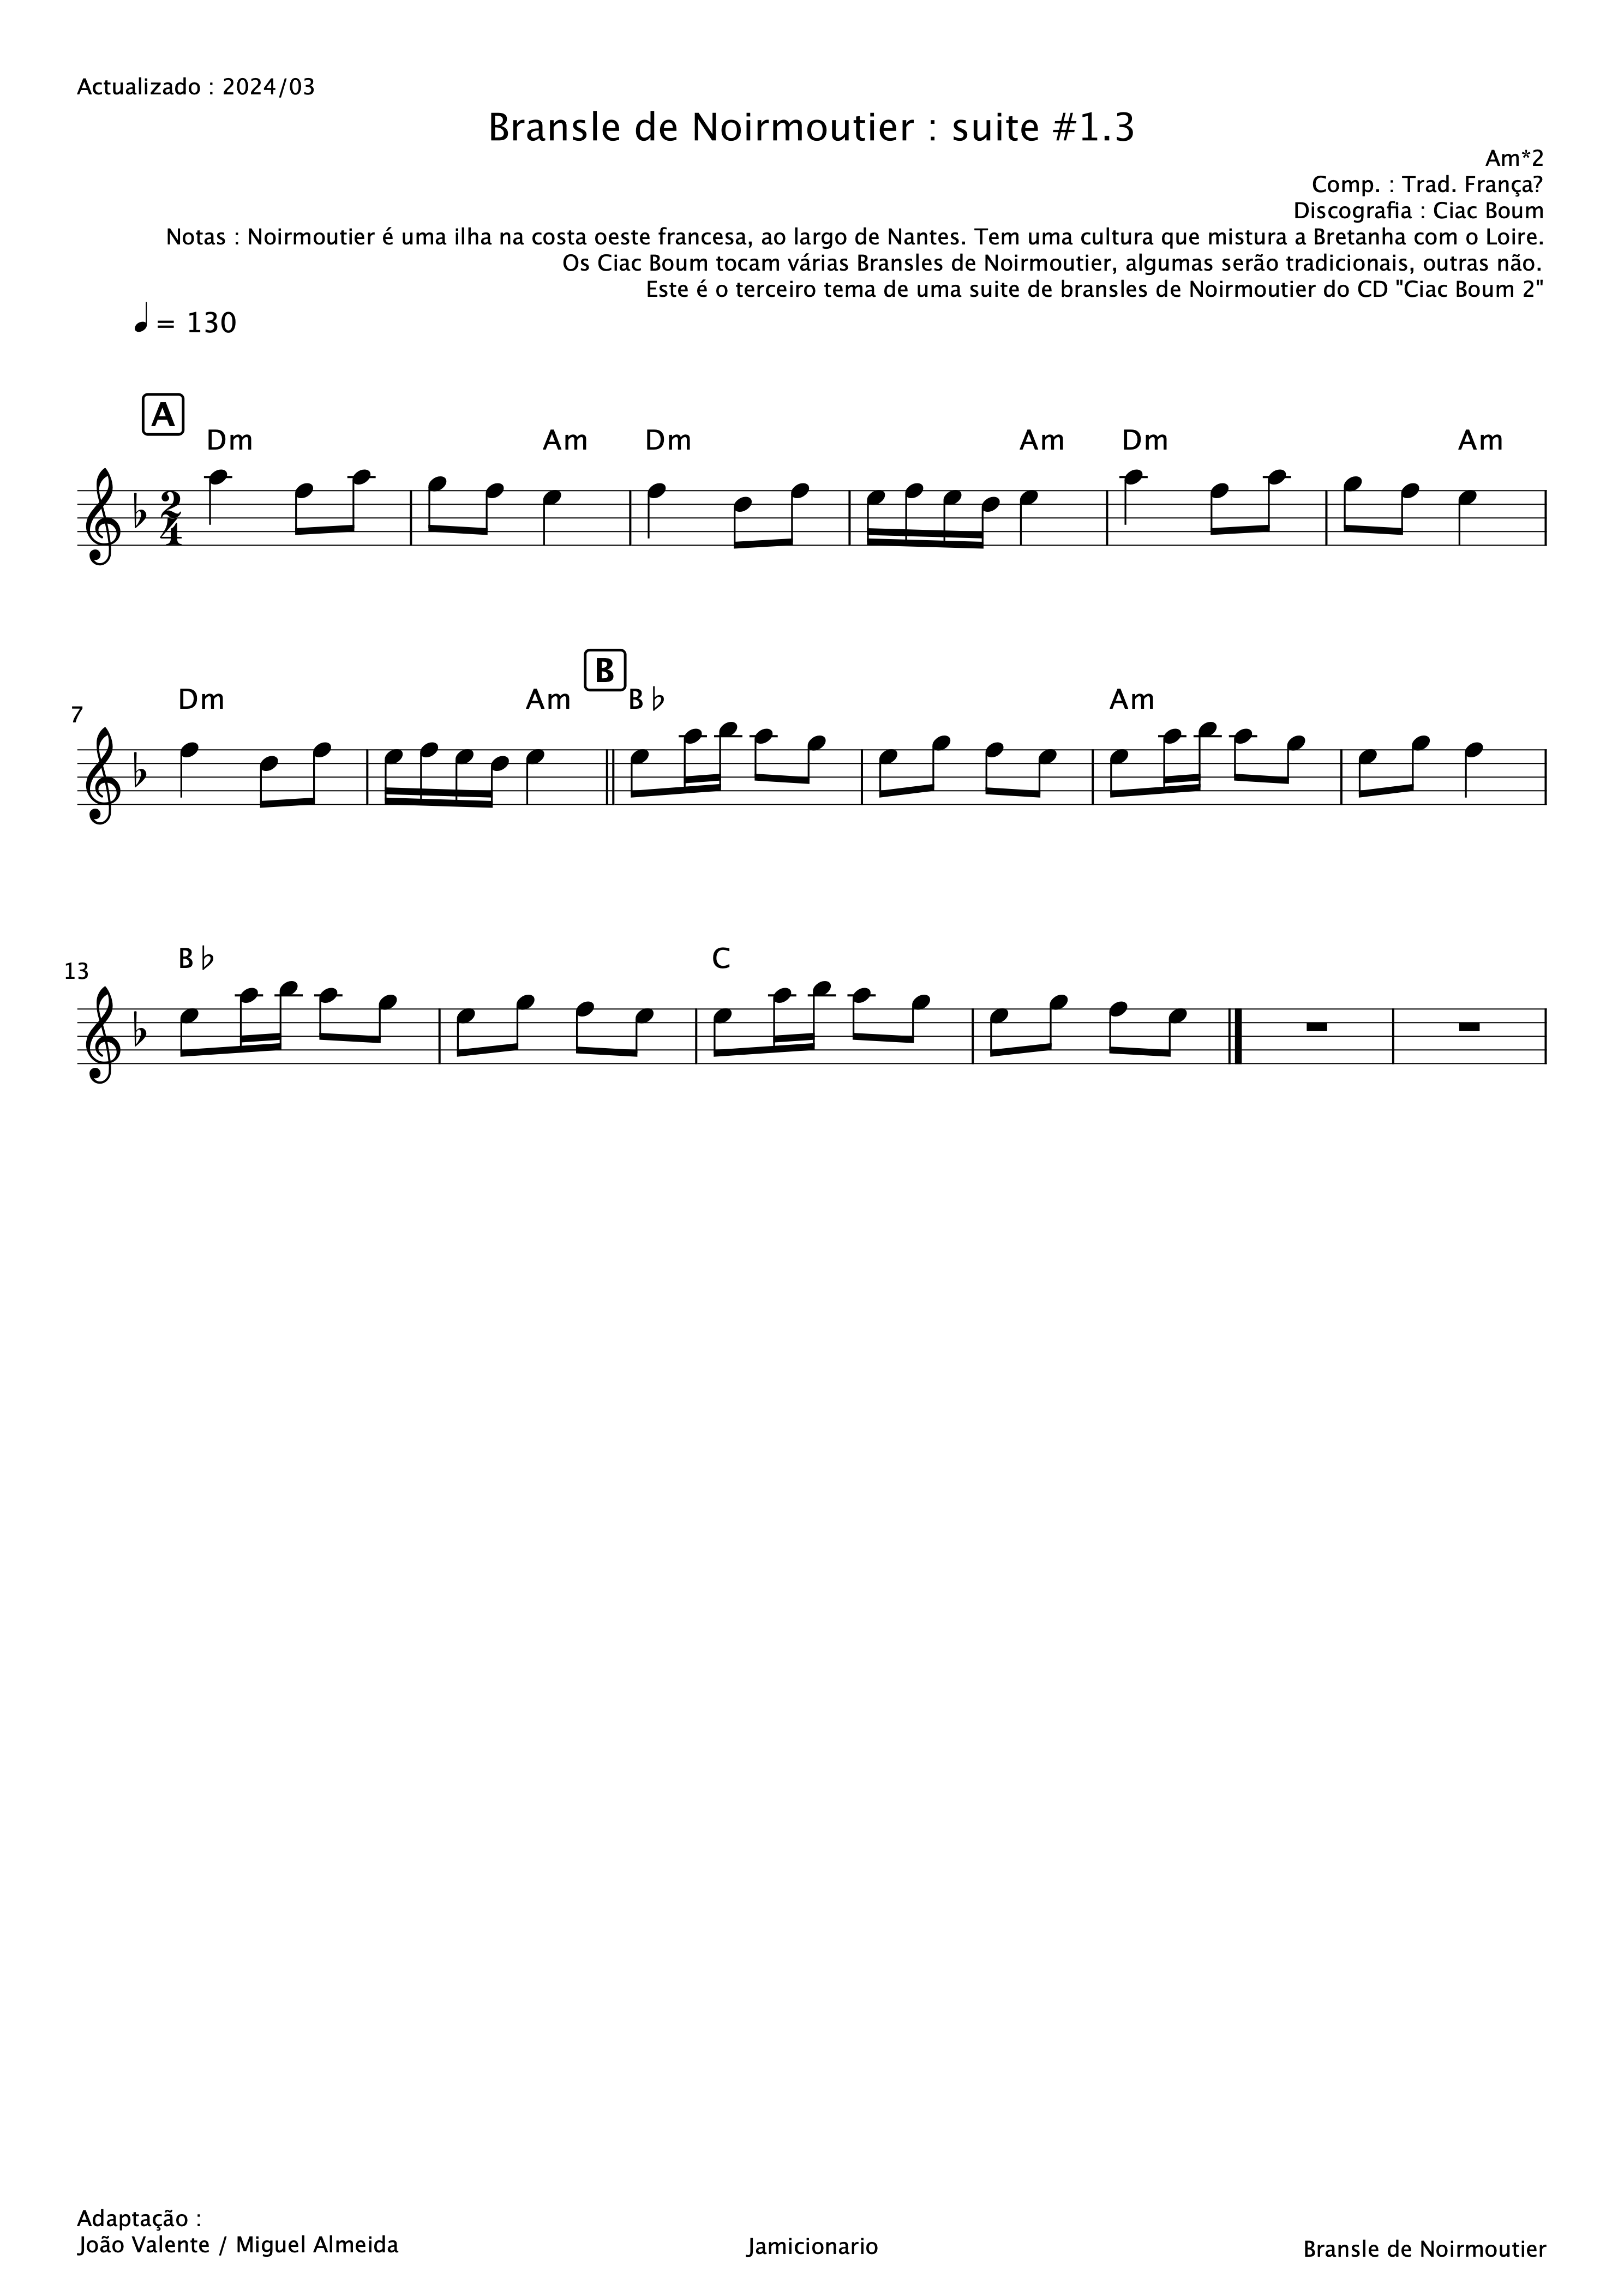 Actualizado : 2024/03
Bransle de Noirmoutier : suite #1.3
Am*2
Comp. : Trad. França?
Discografia : Ciac Boum
Notas : Noirmoutier é uma ilha na costa oeste francesa, ao largo de Nantes. Tem uma cultura que mistura a Bretanha com o Loire.
Os Ciac Boum tocam várias Bransles de Noirmoutier, algumas serão tradicionais, outras não.
Este é o terceiro tema de uma suite de bransles de Noirmoutier do CD "Ciac Boum 2"
♩ = 130
A
Dm Am Dm Am Dm Am
2
4
B
7 Dm Am B♭ Am
13 B♭ C
Adaptação :
João Valente / Miguel Almeida
Jamicionario
Bransle de Noirmoutier